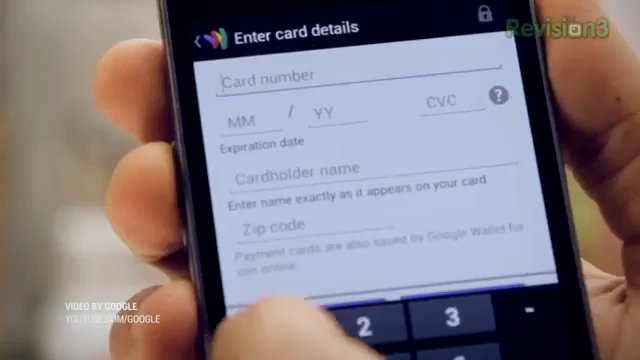 Enter card details
Revision3
Card number
MM / YY CVC ?
Expiration date
Cardholder name
Enter name exactly as it appears on your card.
Zip code
Payment cards are also saved by Google Wallet for
use online.
2 3 -
VIDEO BY GOOGLE
YOUTUBE.COM/GOOGLE